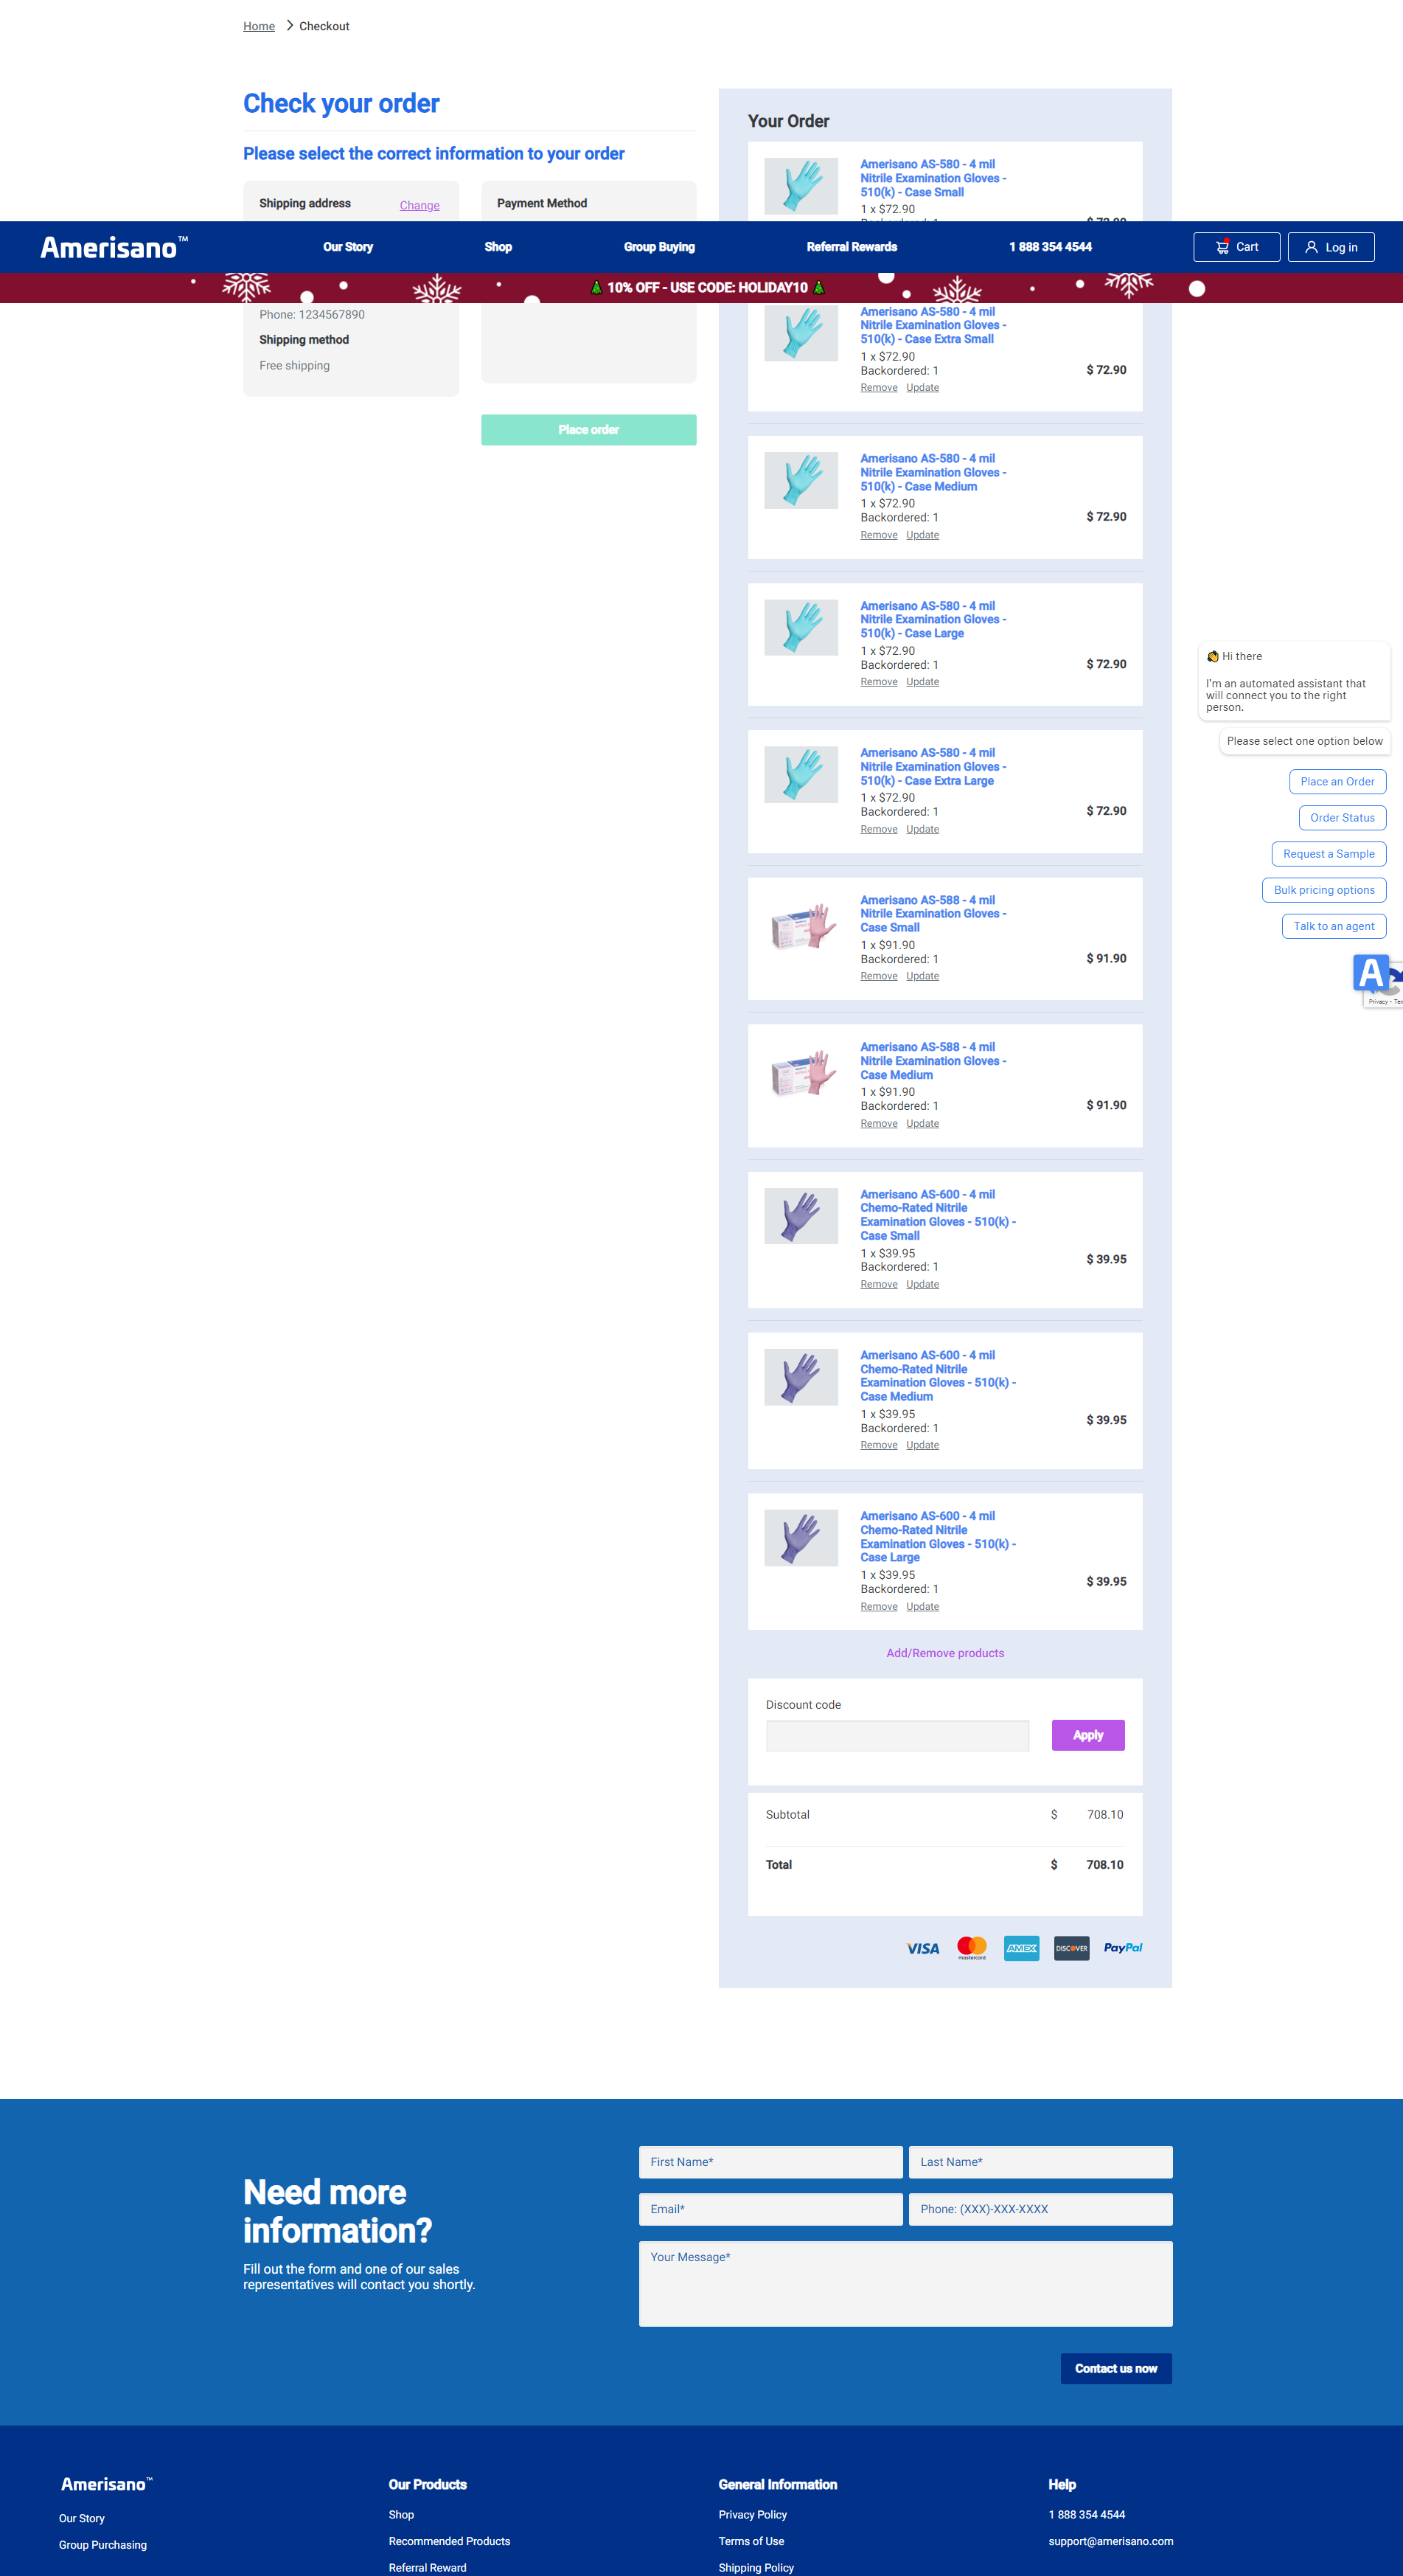 Home > Checkout
Check your order
Please select the correct information to your order
Shipping address
Change
Payment Method
Your Order
Amerisano AS-580 - 4 mil
Nitrile Examination Gloves -
510(k) - Case Small
1 x $72.90
Amerisano™
Our Story
Shop
Group Buying
Referral Rewards
1 888 354 4544
Cart
Log in
10% OFF - USE CODE: HOLIDAY10
Phone: 1234567890
Shipping method
Free shipping
Place order
Amerisano AS-580 - 4 mil
Nitrile Examination Gloves -
510(k) - Case Extra Small
1 x $72.90
Backordered: 1
$ 72.90
Remove Update
Amerisano AS-580 - 4 mil
Nitrile Examination Gloves -
510(k) - Case Medium
1 x $72.90
Backordered: 1
$ 72.90
Remove Update
Amerisano AS-580 - 4 mil
Nitrile Examination Gloves -
510(k) - Case Large
1 x $72.90
Backordered: 1
$ 72.90
Remove Update
Amerisano AS-580 - 4 mil
Nitrile Examination Gloves -
510(k) - Case Extra Large
1 x $72.90
Backordered: 1
$ 72.90
Remove Update
Amerisano AS-588 - 4 mil
Nitrile Examination Gloves -
Case Small
1 x $91.90
Backordered: 1
$ 91.90
Remove Update
Amerisano AS-588 - 4 mil
Nitrile Examination Gloves -
Case Medium
1 x $91.90
Backordered: 1
$ 91.90
Remove Update
Amerisano AS-600 - 4 mil
Chemo-Rated Nitrile
Examination Gloves - 510(k) -
Case Small
1 x $39.95
Backordered: 1
$ 39.95
Remove Update
Amerisano AS-600 - 4 mil
Chemo-Rated Nitrile
Examination Gloves - 510(k) -
Case Medium
1 x $39.95
Backordered: 1
$ 39.95
Remove Update
Amerisano AS-600 - 4 mil
Chemo-Rated Nitrile
Examination Gloves - 510(k) -
Case Large
1 x $39.95
Backordered: 1
$ 39.95
Remove Update
Add/Remove products
Discount code
Apply
Subtotal $ 708.10
Total $ 708.10
VISA
mastercard
AMEX
DISCOVER
PayPal
Hi there
I'm an automated assistant that
will connect you to the right
person.
Please select one option below
Place an Order
Order Status
Request a Sample
Bulk pricing options
Talk to an agent
A
Privacy -
Need more
information?
Fill out the form and one of our sales
representatives will contact you shortly.
First Name*
Last Name*
Email*
Phone: (XXX)-XXX-XXXX
Your Message*
Contact us now
Amerisano™
Our Story
Group Purchasing
Our Products
Shop
Recommended Products
Referral Reward
General Information
Privacy Policy
Terms of Use
Shipping Policy
Help
1 888 354 4544
support@amerisano.com